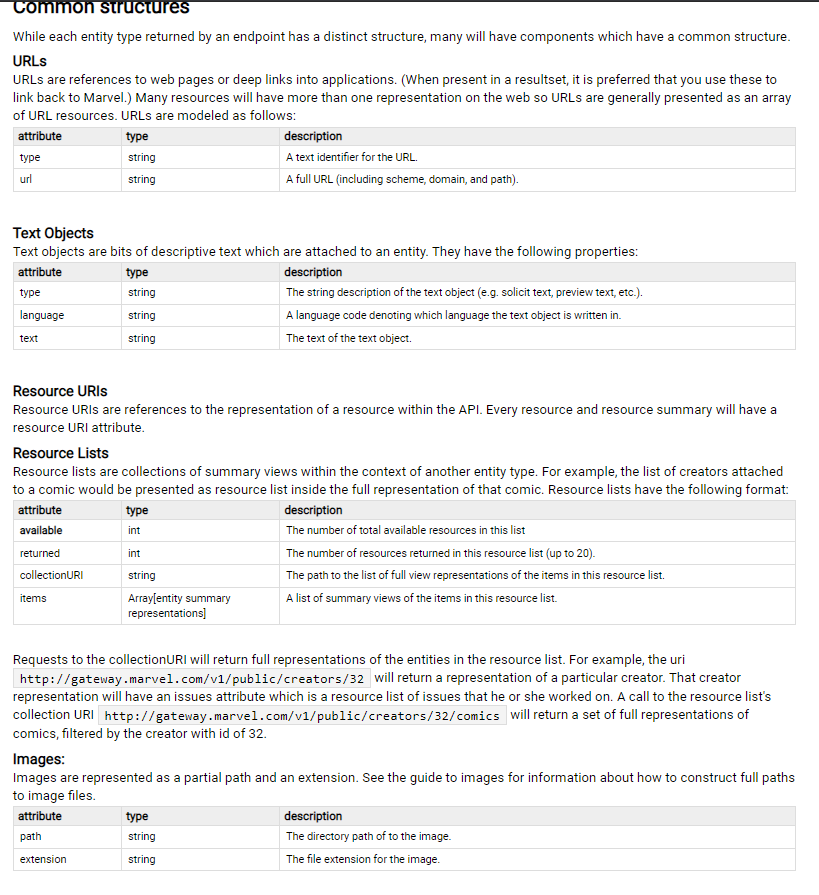 Common structures
While each entity type returned by an endpoint has a distinct structure, many will have components which have a common structure.
URLs
URLs are references to web pages or deep links into applications. (When present in a resultset, it is preferred that you use these to
link back to Marvel.) Many resources will have more than one representation on the web so URLs are generally presented as an array
of URL resources. URLs are modeled as follows:
attribute type description
type string A text identifier for the URL.
url string A full URL (including scheme, domain, and path).
Text Objects
Text objects are bits of descriptive text which are attached to an entity. They have the following properties:
attribute type description
type string The string description of the text object (e.g. solicit text, preview text, etc.).
language string A language code denoting which language the text object is written in.
text string The text of the text object.
Resource URIs
Resource URIs are references to the representation of a resource within the API. Every resource and resource summary will have a
resource URI attribute.
Resource Lists
Resource lists are collections of summary views within the context of another entity type. For example, the list of creators attached
to a comic would be presented as resource list inside the full representation of that comic. Resource lists have the following format:
attribute type description
available int The number of total available resources in this list
returned int The number of resources returned in this resource list (up to 20).
collectionURI string The path to the list of full view representations of the items in this resource list.
items Array[entity summary A list of summary views of the items in this resource list.
representations]
Requests to the collectionURI will return full representations of the entities in the resource list. For example, the uri
http://gateway.marvel.com/v1/public/creators/32 will return a representation of a particular creator. That creator
representation will have an issues attribute which is a resource list of issues that he or she worked on. A call to the resource list's
collection URI http://gateway.marvel.com/v1/public/creators/32/comics will return a set of full representations of
comics, filtered by the creator with id of 32.
Images:
Images are represented as a partial path and an extension. See the guide to images for information about how to construct full paths
to image files.
attribute type description
path string The directory path of to the image.
extension string The file extension for the image.